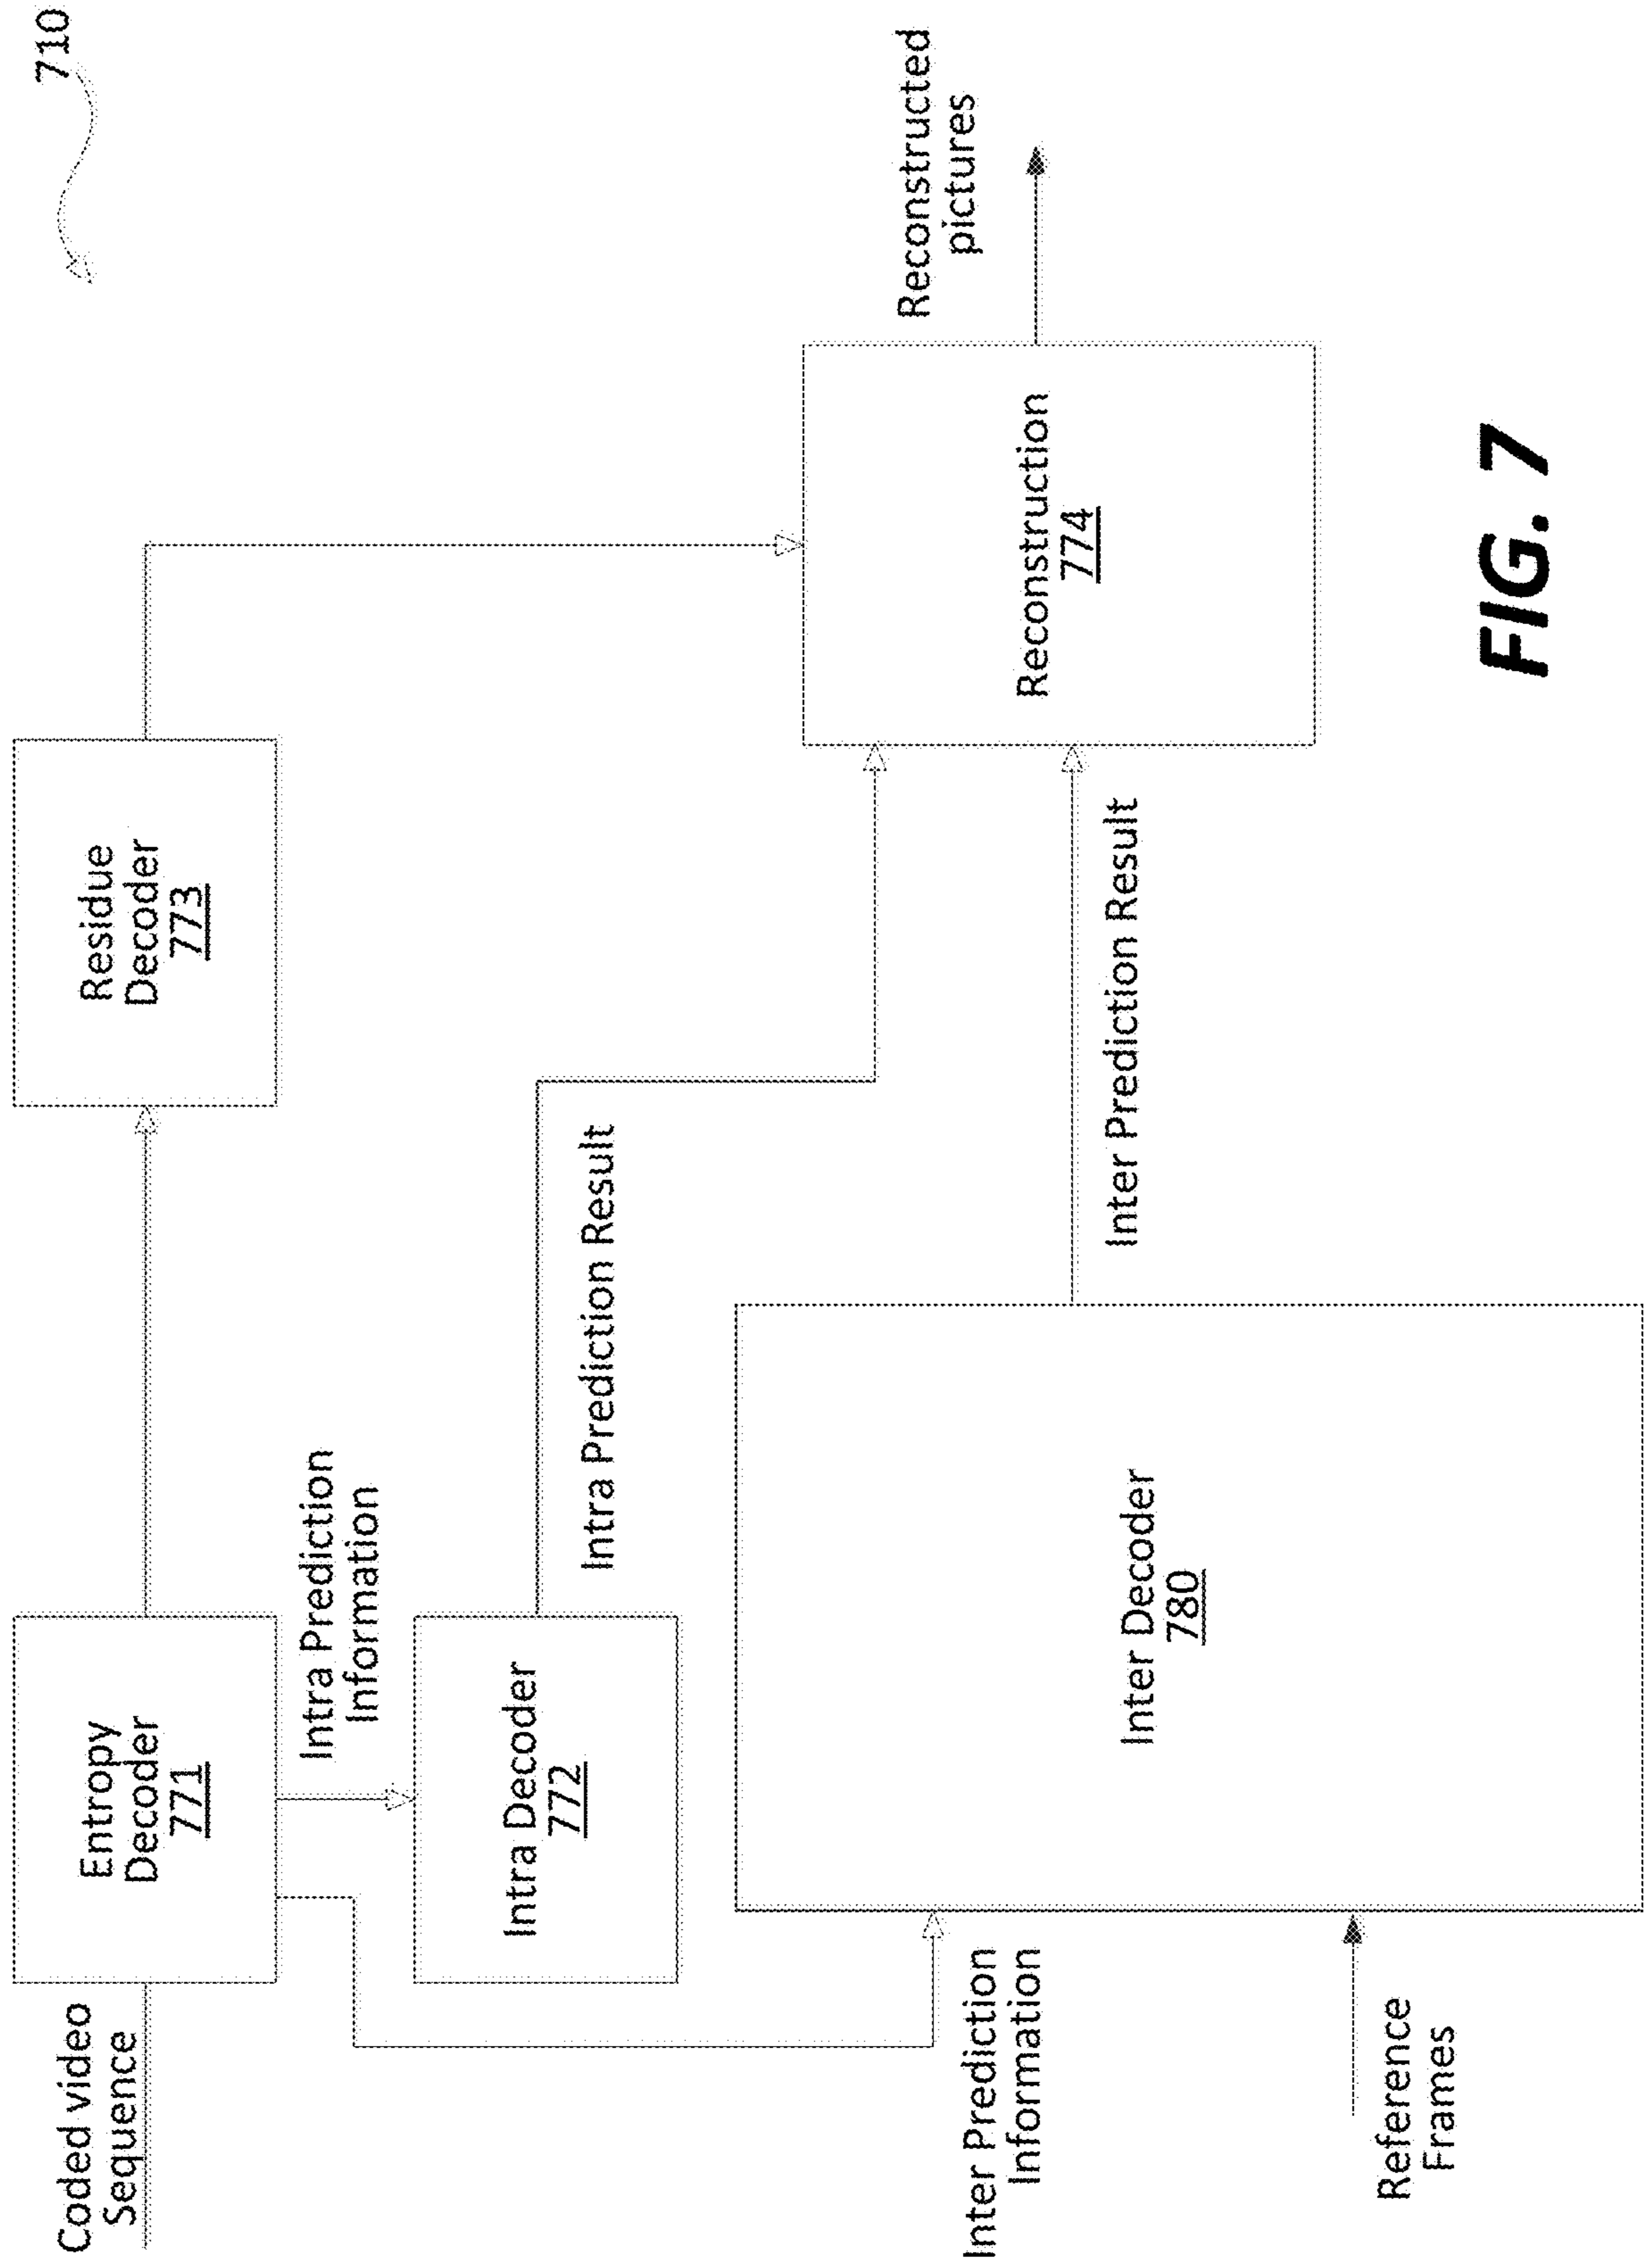 710
Coded video
Sequence
Entropy
Decoder
771
Residue
Decoder
773
Intra Prediction
Information
Intra Decoder
772
Intra Prediction Result
Reconstructed
pictures
Inter Prediction
Information
Inter Decoder
780
Inter Prediction Result
Reconstruction
774
Reference
Frames
FIG. 7